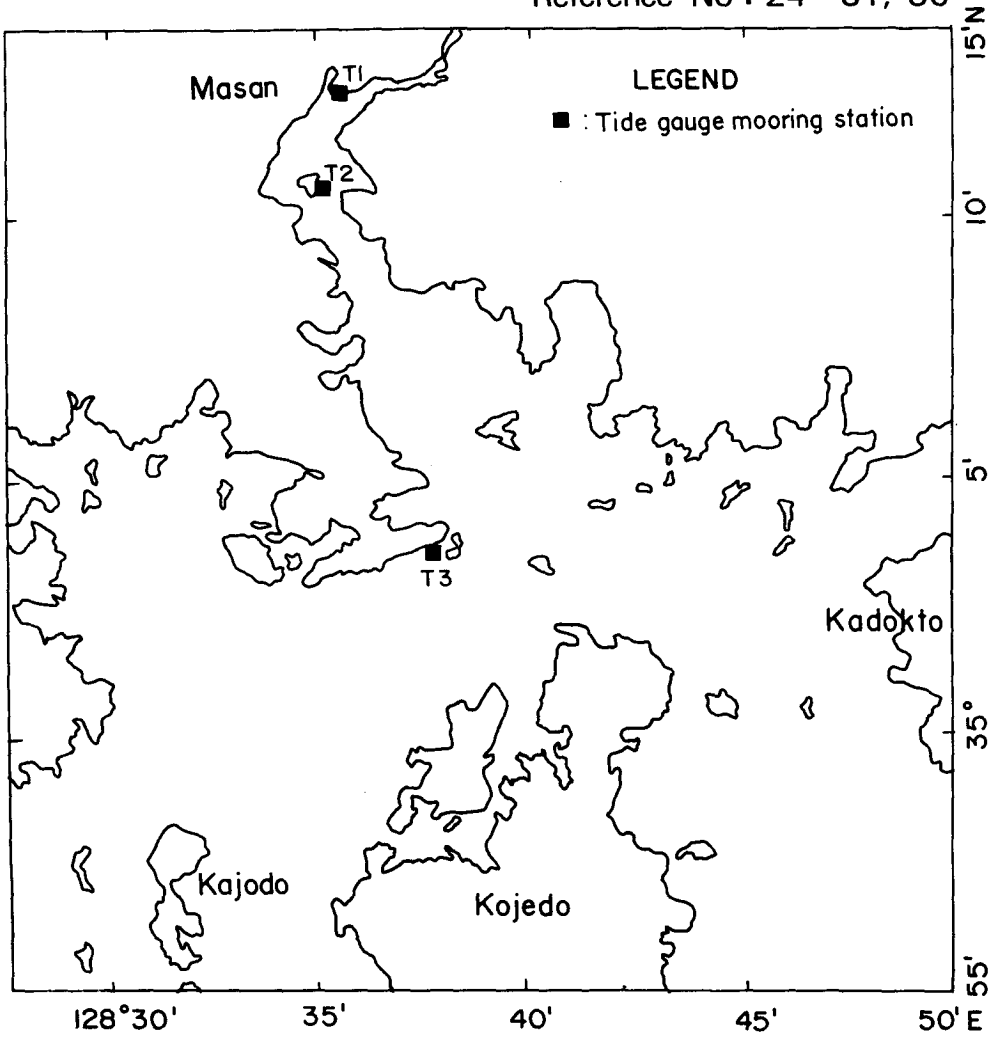 Masan
T1
LEGEND
■ : Tide gauge mooring station
T2
T3
Kadokto
Kajodo
Kojedo
15' N
10'
5'
35°
55'
128°30'
35'
40'
45'
50' E